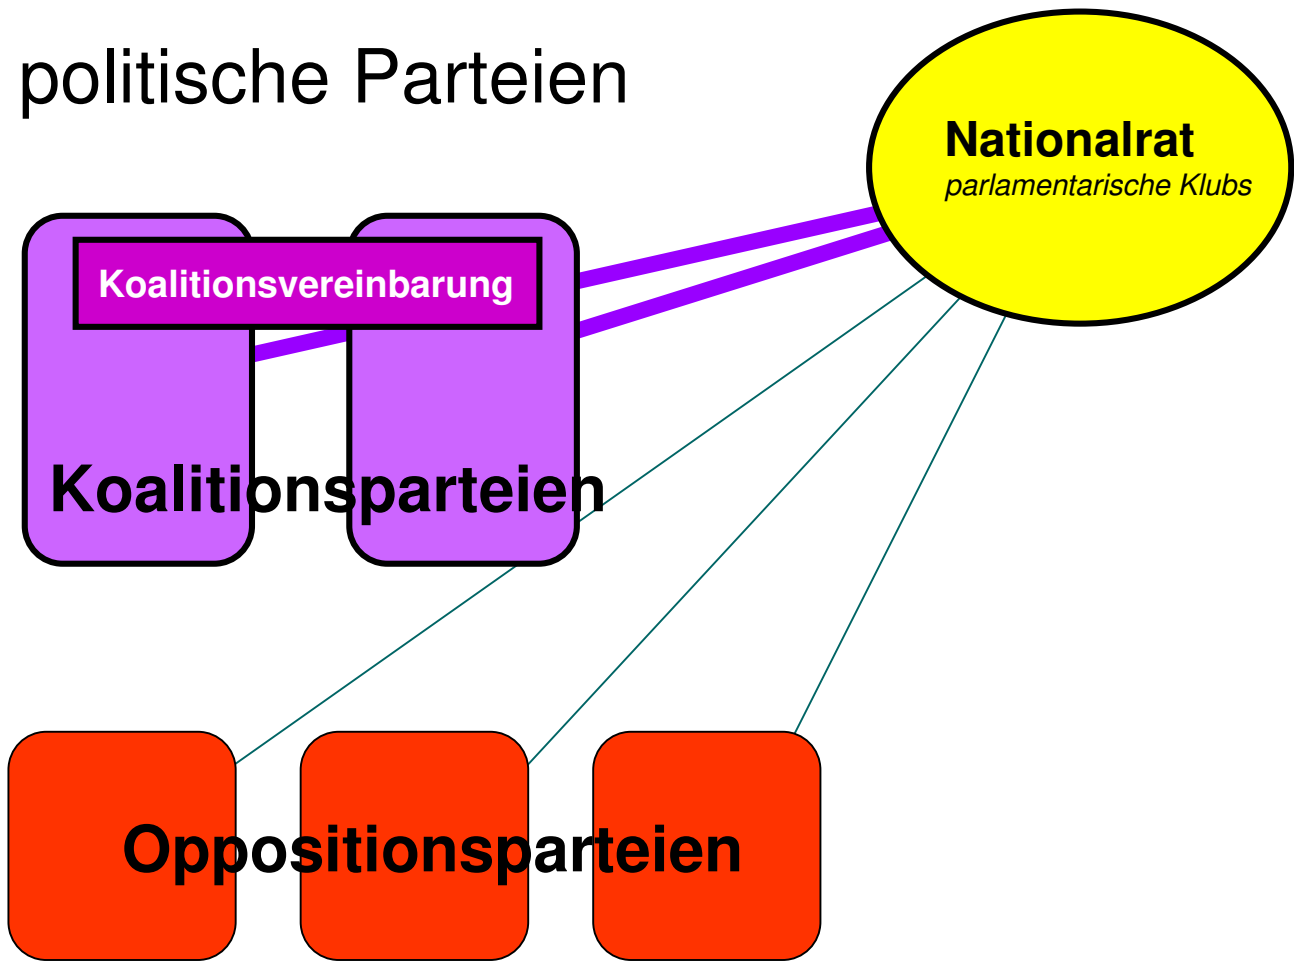 politische Parteien
Nationalrat
parlamentarische Klubs
Koalitionsvereinbarung
Koalitionsparteien
Oppositionsparteien